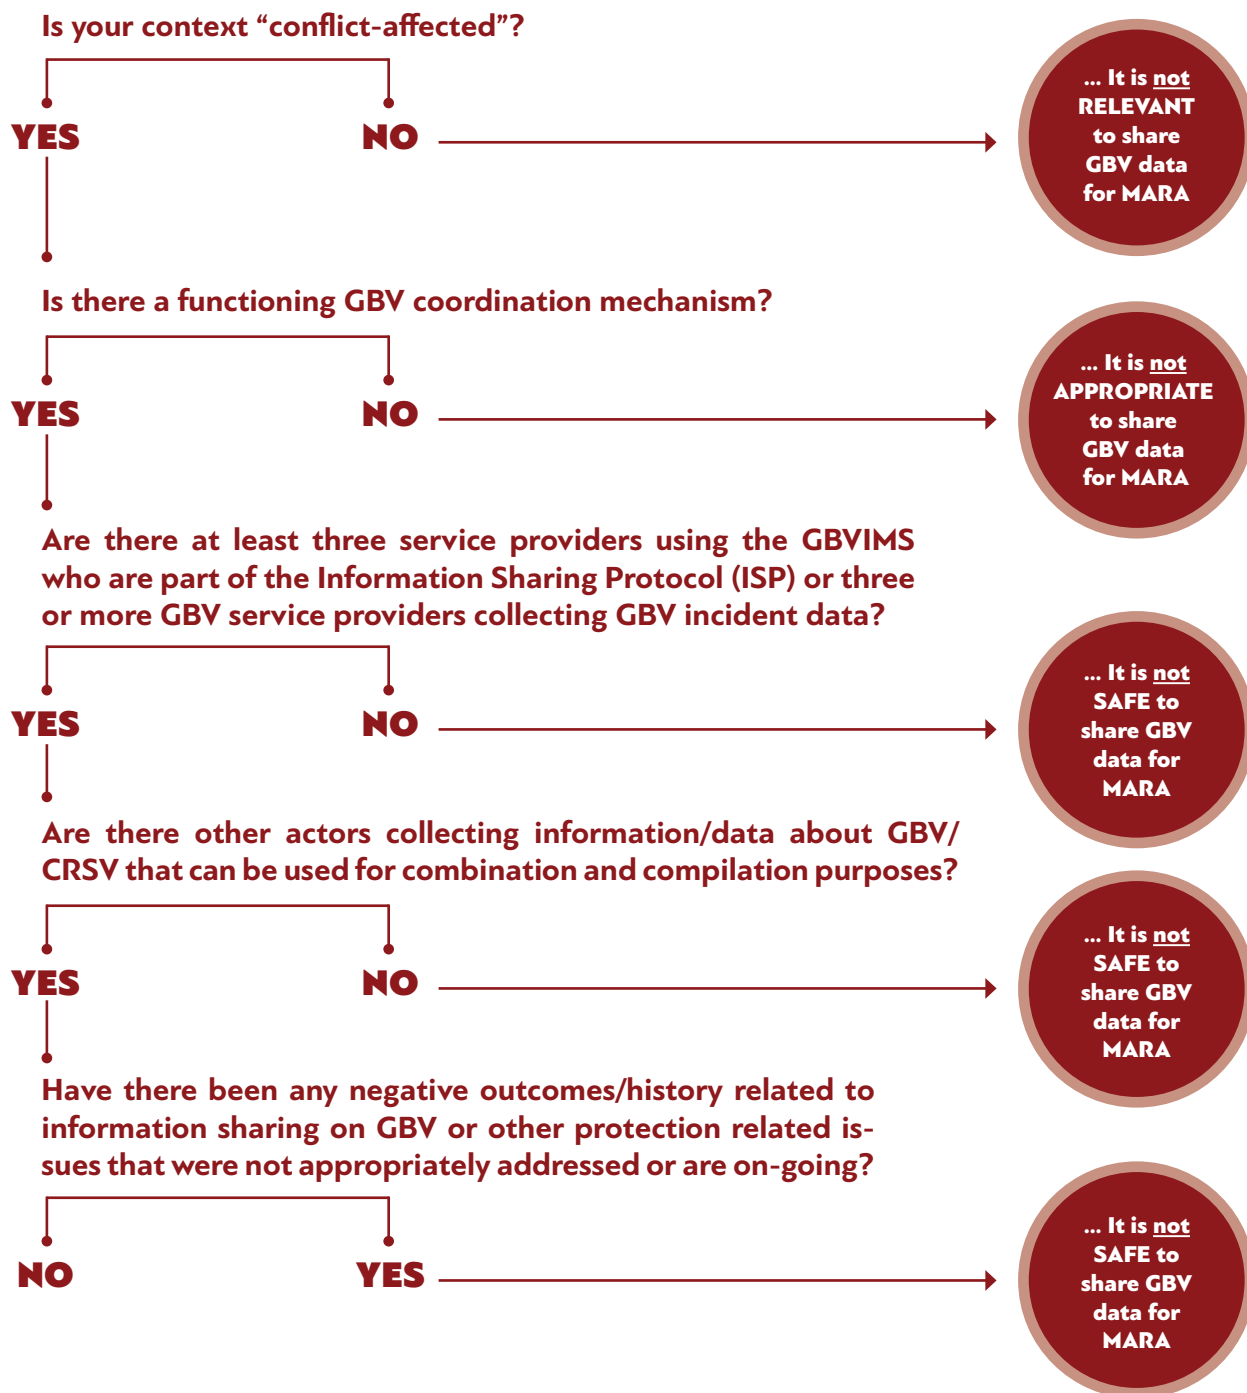 Is your context “conflict-affected”?
YES
NO
... It is not
RELEVANT
to share
GBV data
for MARA
Is there a functioning GBV coordination mechanism?
YES
NO
... It is not
APPROPRIATE
to share
GBV data
for MARA
Are there at least three service providers using the GBVIMS
who are part of the Information Sharing Protocol (ISP) or three
or more GBV service providers collecting GBV incident data?
YES
NO
... It is not
SAFE to
share GBV
data for
MARA
Are there other actors collecting information/data about GBV/
CRSV that can be used for combination and compilation purposes?
YES
NO
... It is not
SAFE to
share GBV
data for
MARA
Have there been any negative outcomes/history related to
information sharing on GBV or other protection related is-
sues that were not appropriately addressed or are on-going?
NO
YES
... It is not
SAFE to
share GBV
data for
MARA